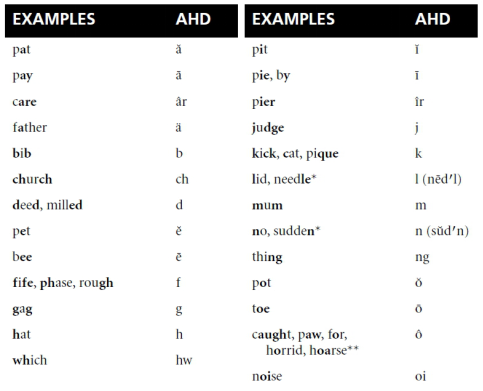 EXAMPLES AHD
pat ă
pay ā
care âr
father ä
bib b
church ch
deed, milled d
pet ĕ
bee ē
fife, phase, rough f
gag g
hat h
which hw
EXAMPLES AHD
pit ĭ
pie, by ī
pier îr
judge j
kick, cat, pique k
lid, needle* l (nēd′l)
mum m
no, sudden* n (sŭd′n)
thing ng
pot ŏ
toe ō
caught, paw, for, ô
horrid, hoarse**
noise oi